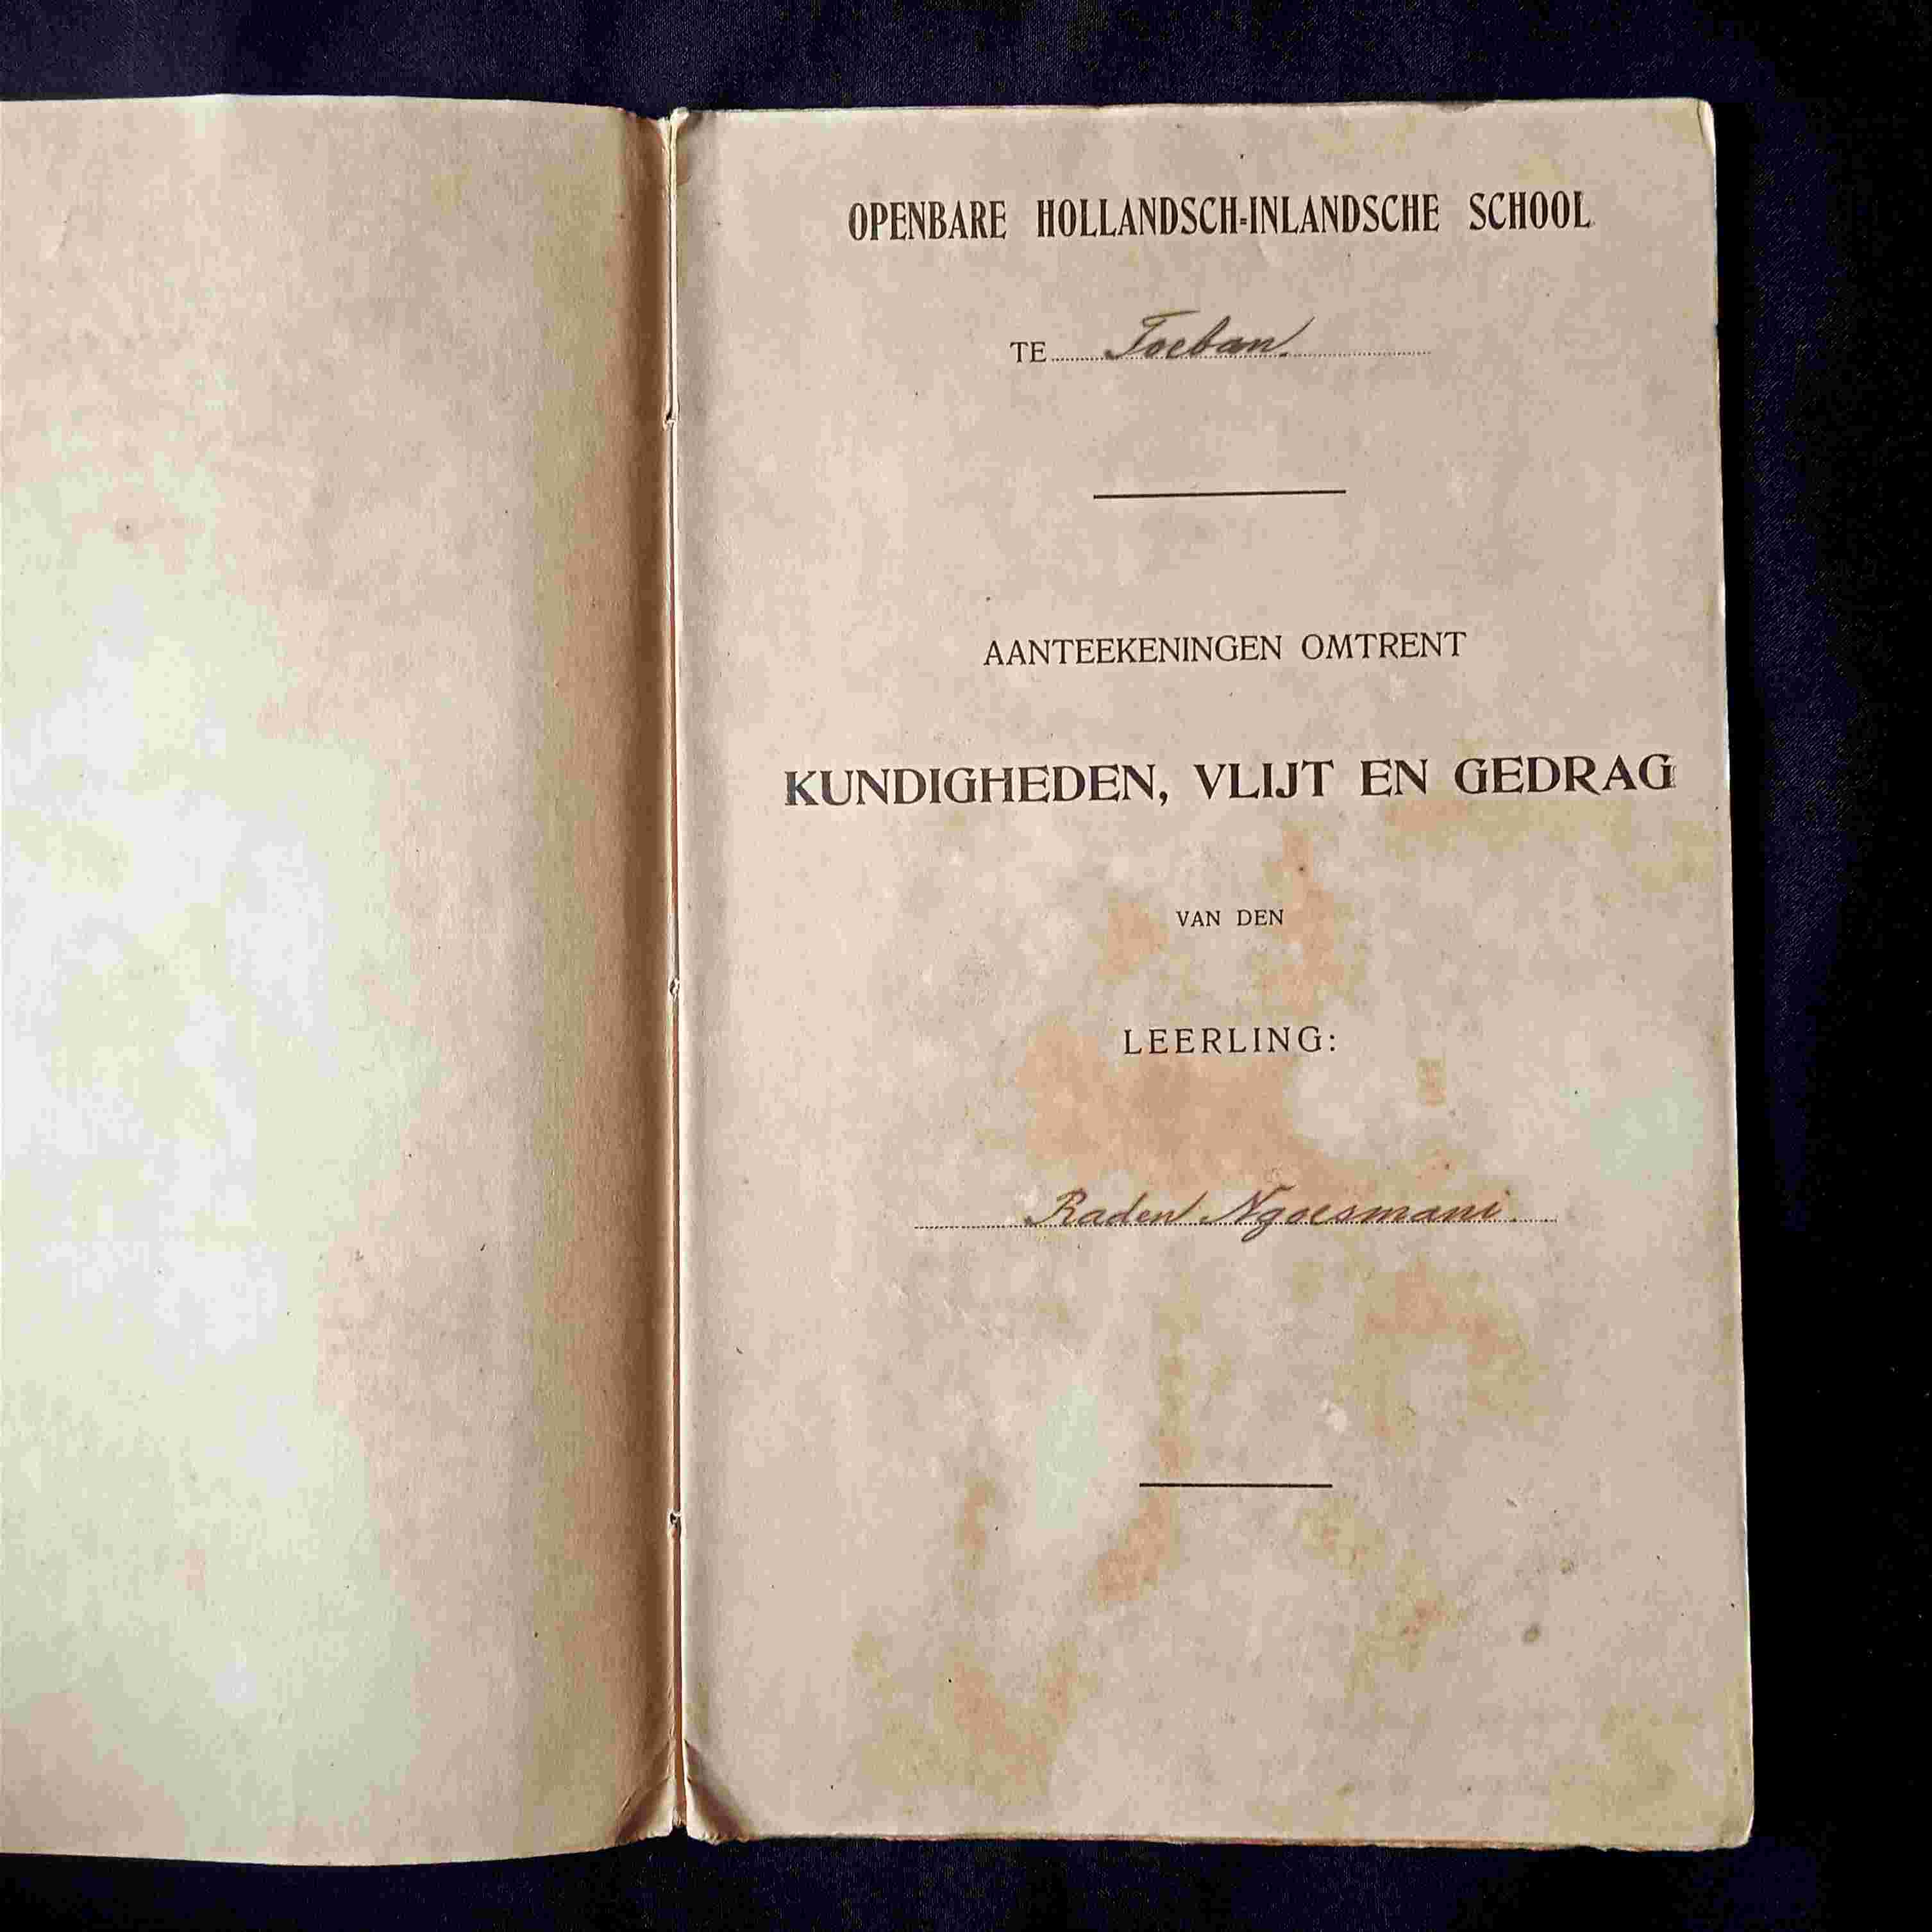 OPENBARE HOLLANDSCH-INLANDSCHE SCHOOL
TE Toeban.
AANTEEKENINGEN OMTRENT
KUNDIGHEDEN, VLIJT EN GEDRAG
VAN DEN
LEERLING:
Raden Ngoesmani.